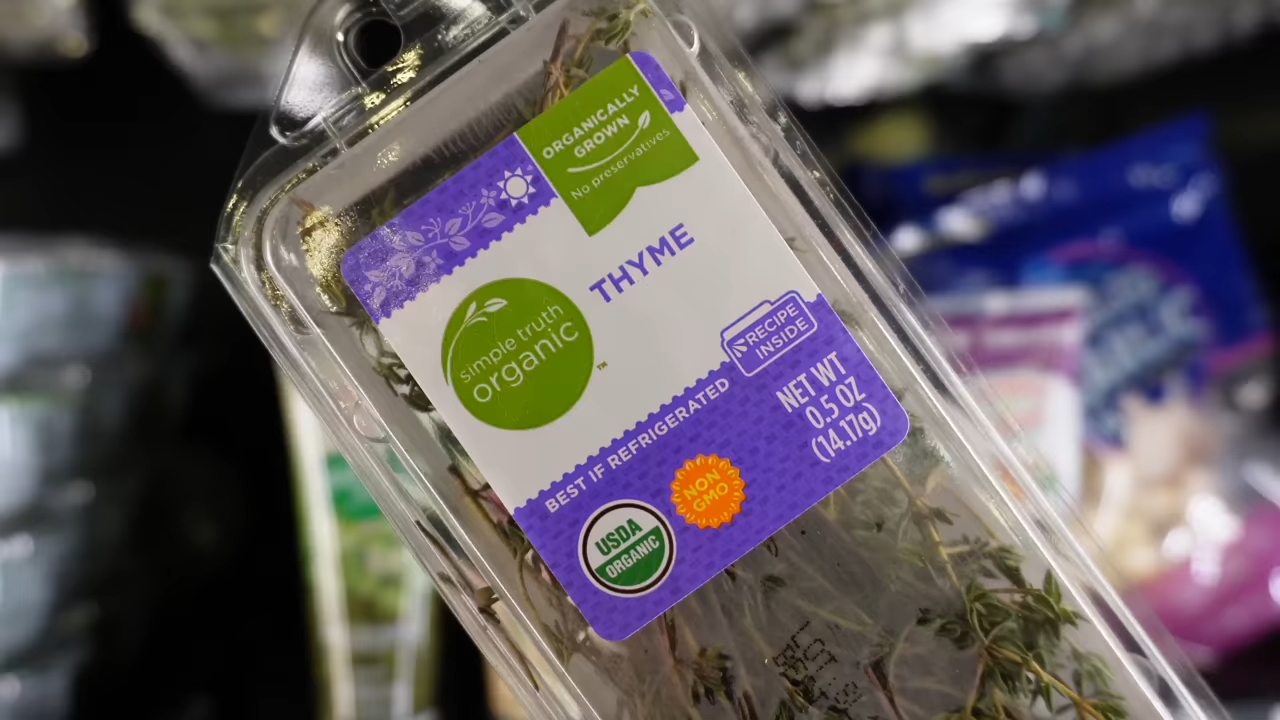 ORGANICALLY
GROWN
No preservatives
THYME
simple truth
organic
™
RECIPE
INSIDE
BEST IF REFRIGERATED
NET WT
0.5 OZ
(14.17g)
NON
GMO
USDA
ORGANIC